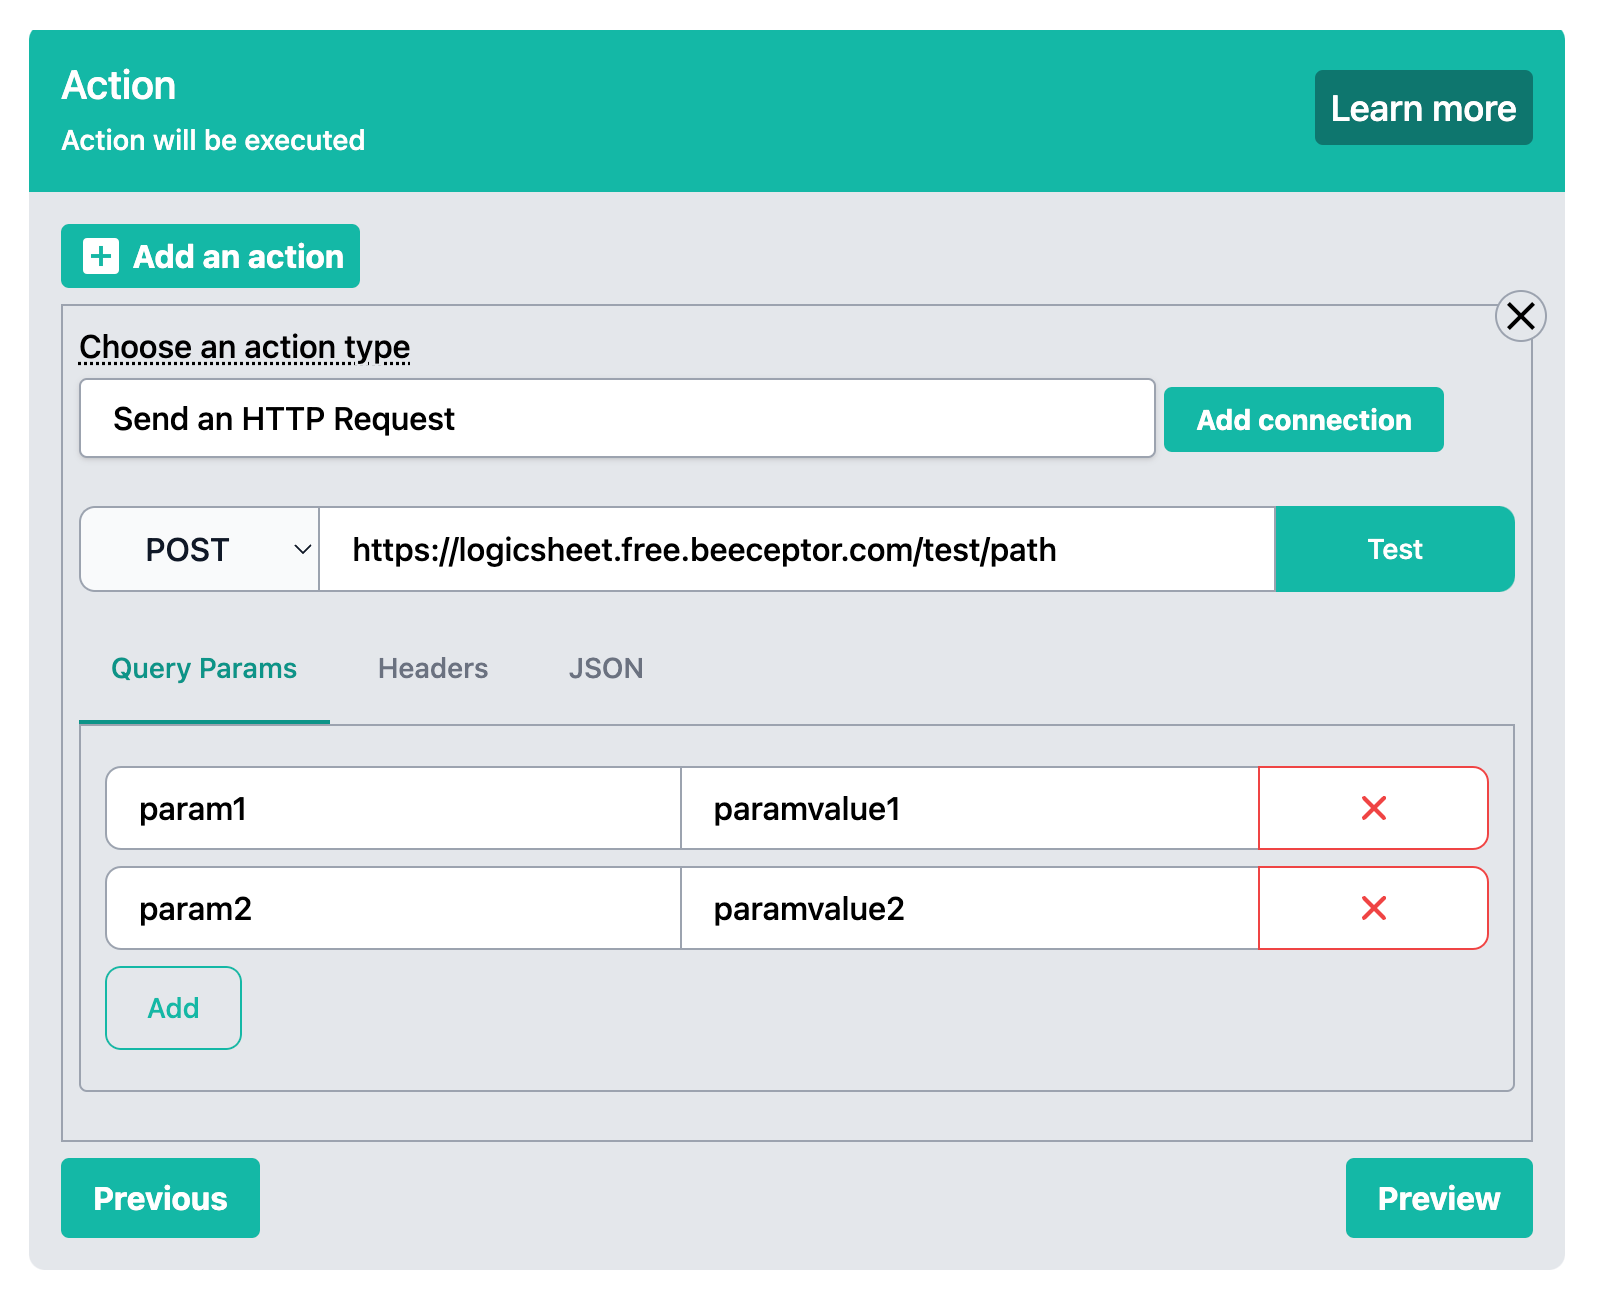 Action
Action will be executed
Learn more
Add an action
Choose an action type
Send an HTTP Request
Add connection
POST
https://logicsheet.free.beeceptor.com/test/path
Test
Query Params
Headers
JSON
param1
paramvalue1
param2
paramvalue2
Add
Previous
Preview